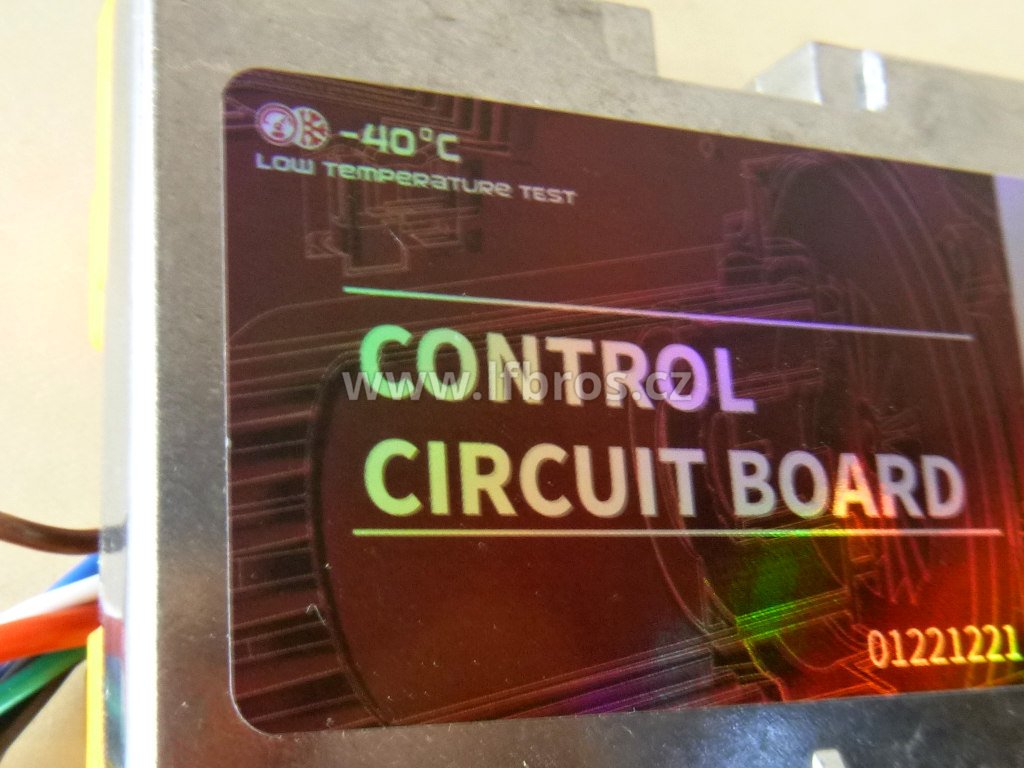 -40°C
LOW TEMPERATURE TEST
CONTROL
www.lfbros.cz
CIRCUIT BOARD
01221221